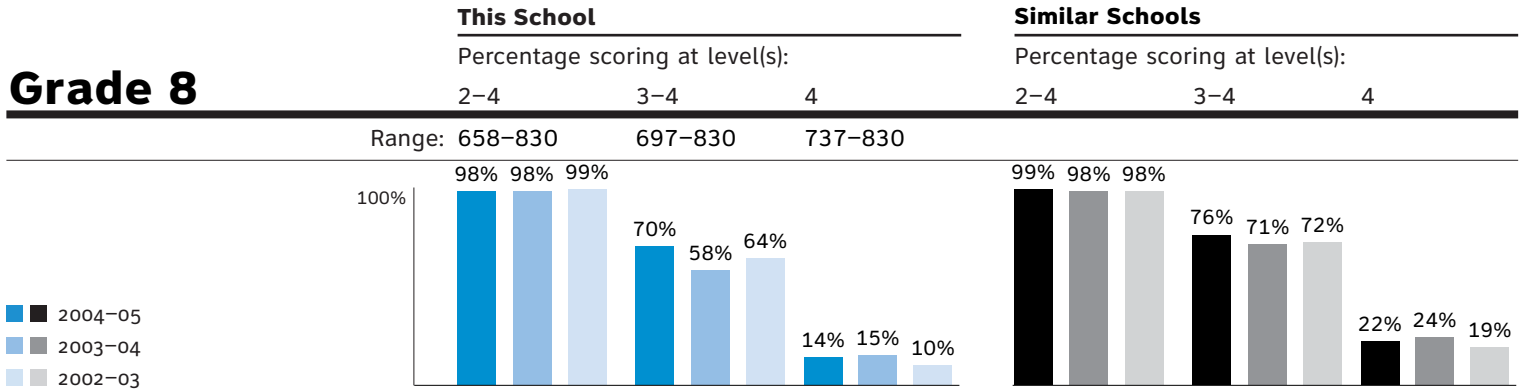 This School Similar Schools
Percentage scoring at level(s): Percentage scoring at level(s):
Grade 8 2–4 3–4 4 2–4 3–4 4
Range: 658–830 697–830 737–830
98% 98% 99% 99% 98% 98%
100%
70% 58% 64% 76% 71% 72%
14% 15% 10% 22% 24% 19%
2004–05
2003–04
2002–03